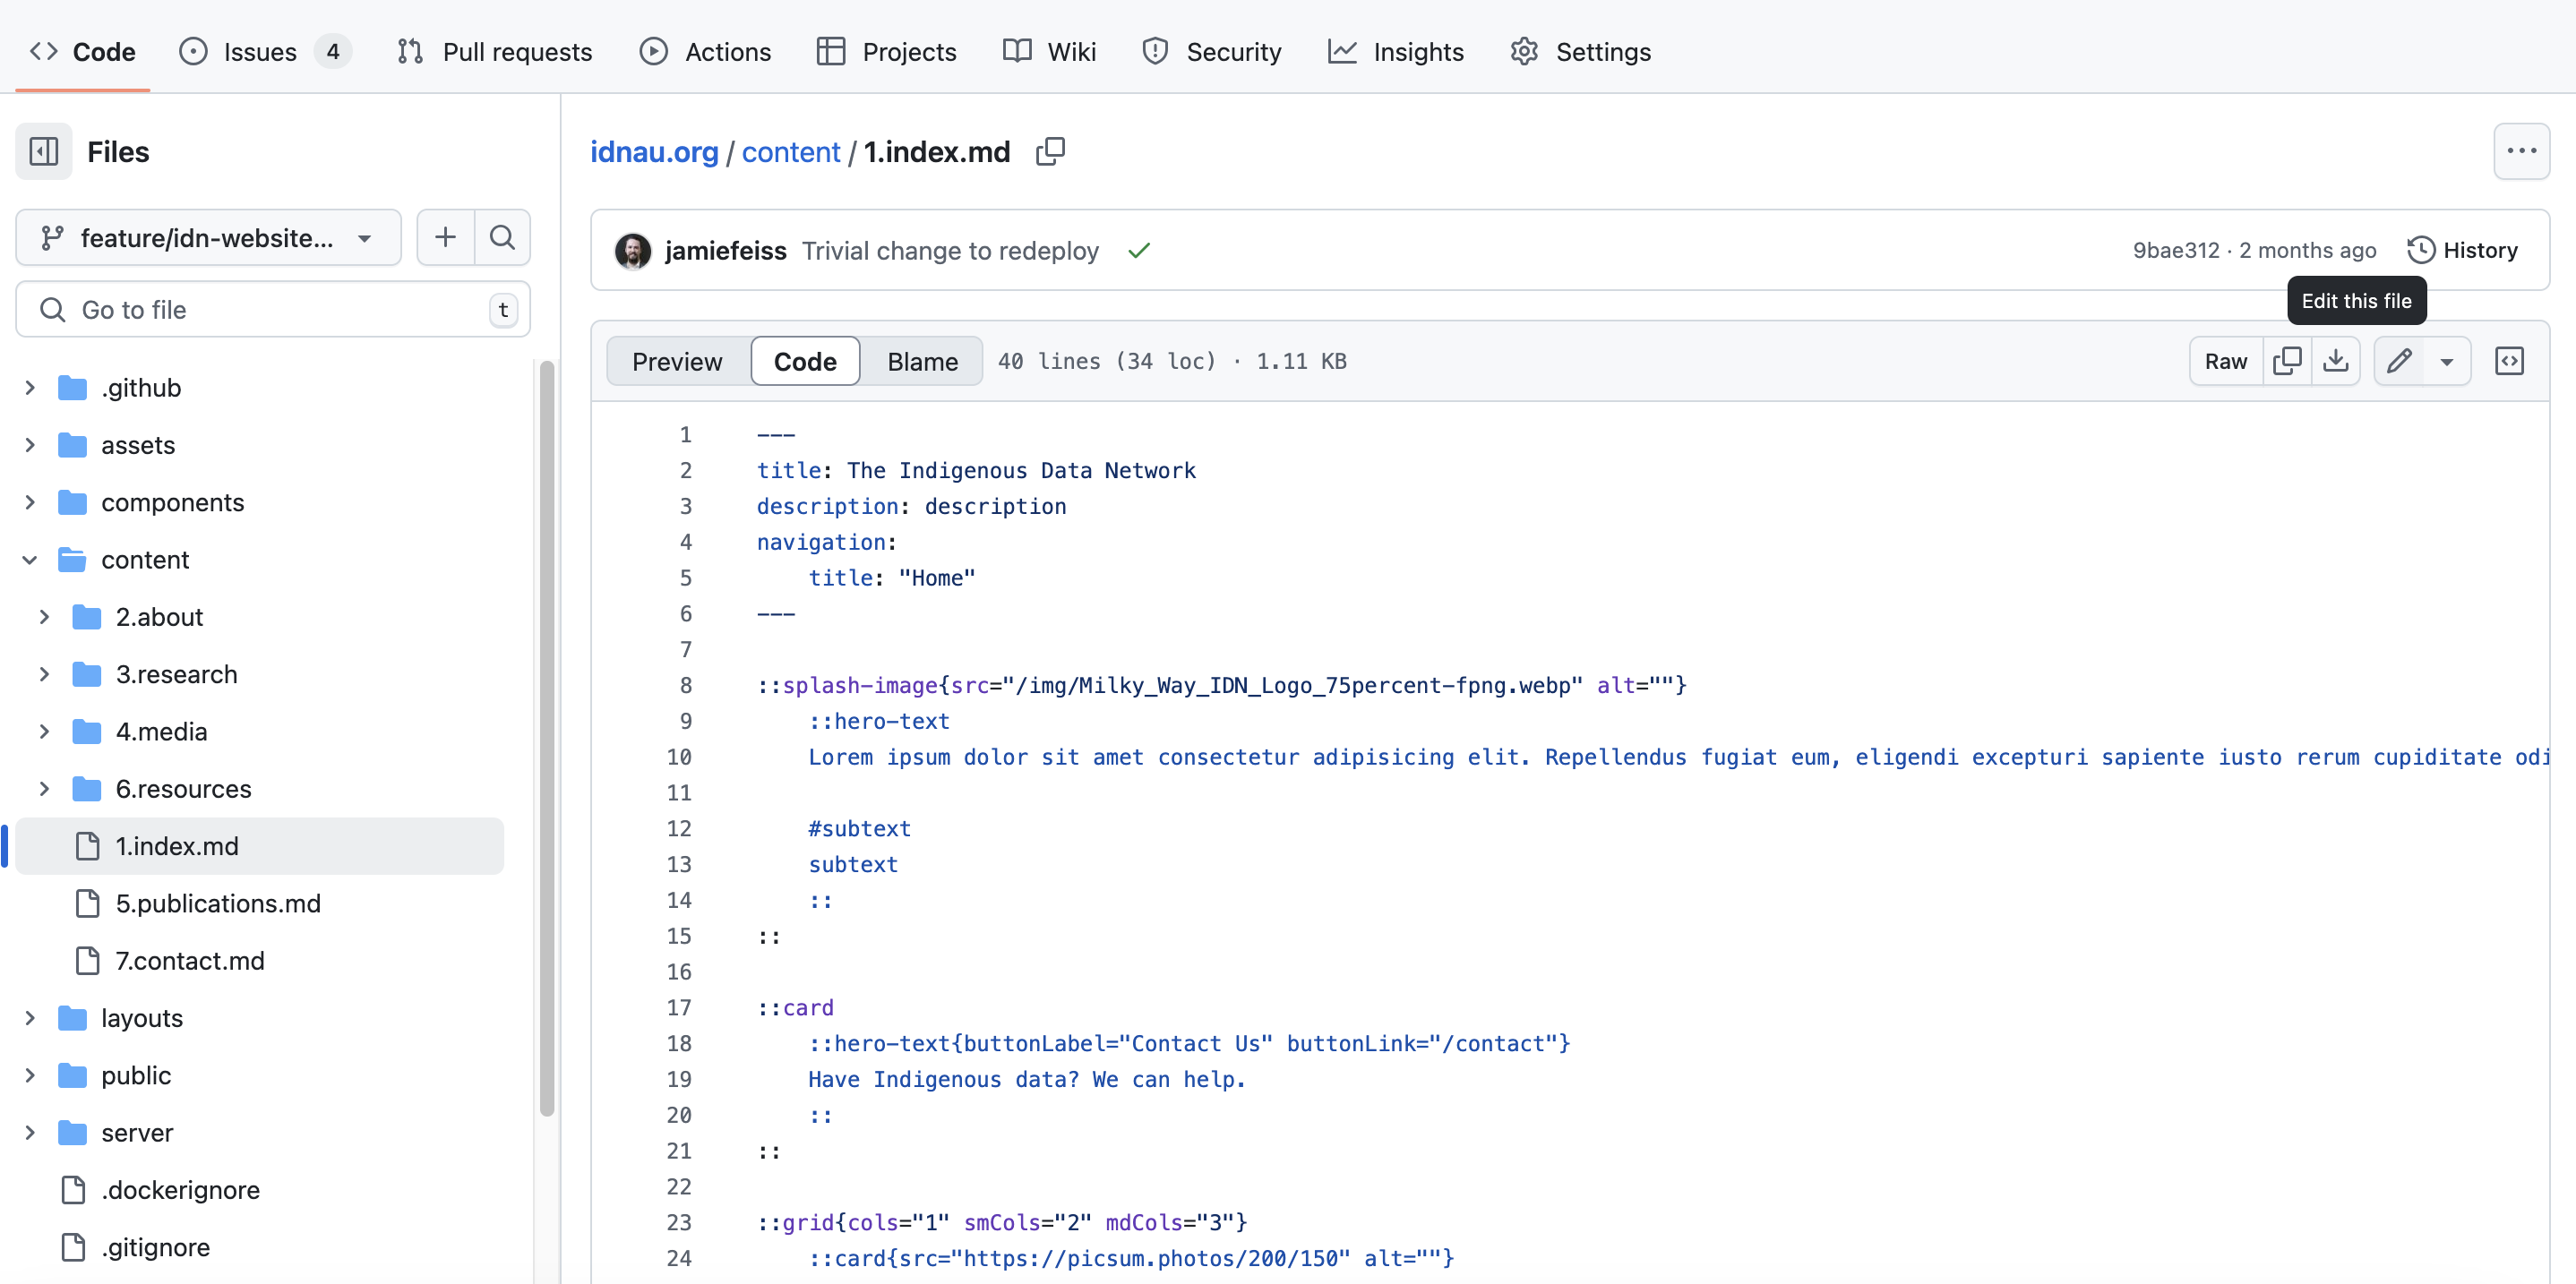 Code Issues 4 Pull requests Actions Projects Wiki Security Insights Settings
Files
feature/idn-website...
Go to file t
.github
assets
components
content
2.about
3.research
4.media
6.resources
1.index.md
5.publications.md
7.contact.md
layouts
public
server
.dockerignore
.gitignore
idnau.org / content / 1.index.md
jamiefeiss Trivial change to redeploy 9bae312 · 2 months ago History
Edit this file
Preview Code Blame 40 lines (34 loc) · 1.11 KB Raw
1 ---
2 title: The Indigenous Data Network
3 description: description
4 navigation:
5     title: "Home"
6 ---
7
8 ::splash-image{src="/img/Milky_Way_IDN_Logo_75percent-fpng.webp" alt=""}
9     ::hero-text
10     Lorem ipsum dolor sit amet consectetur adipisicing elit. Repellendus fugiat eum, eligendi excepturi sapiente iusto rerum cupiditate odi
11
12     #subtext
13     subtext
14     ::
15 ::
16
17 ::card
18     ::hero-text{buttonLabel="Contact Us" buttonLink="/contact"}
19     Have Indigenous data? We can help.
20     ::
21 ::
22
23 ::grid{cols="1" smCols="2" mdCols="3"}
24     ::card{src="https://picsum.photos/200/150" alt=""}